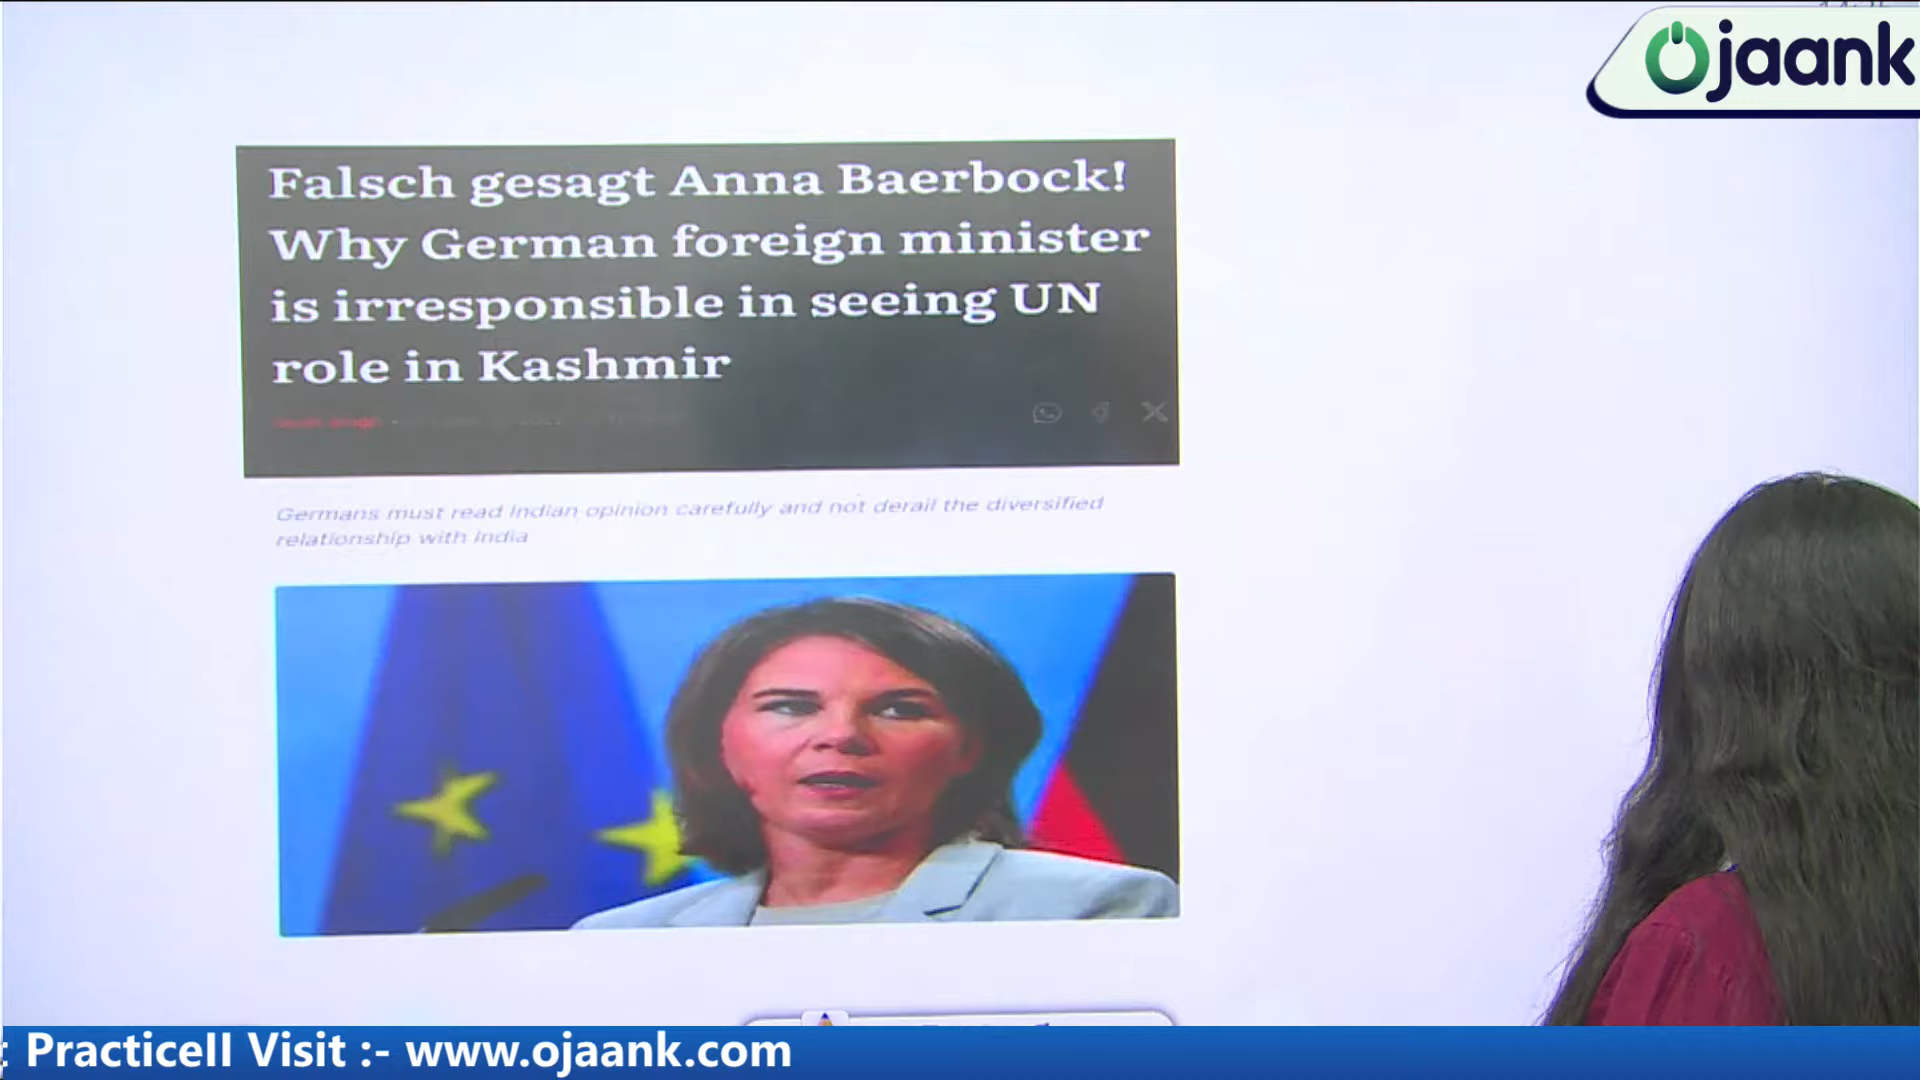 Ojaank
Falsch gesagt Anna Baerbock!
Why German foreign minister
is irresponsible in seeing UN
role in Kashmir
Germans must read Indian opinion carefully and not derail the diversified
relationship with India
: Practicell Visit :- www.ojaank.com